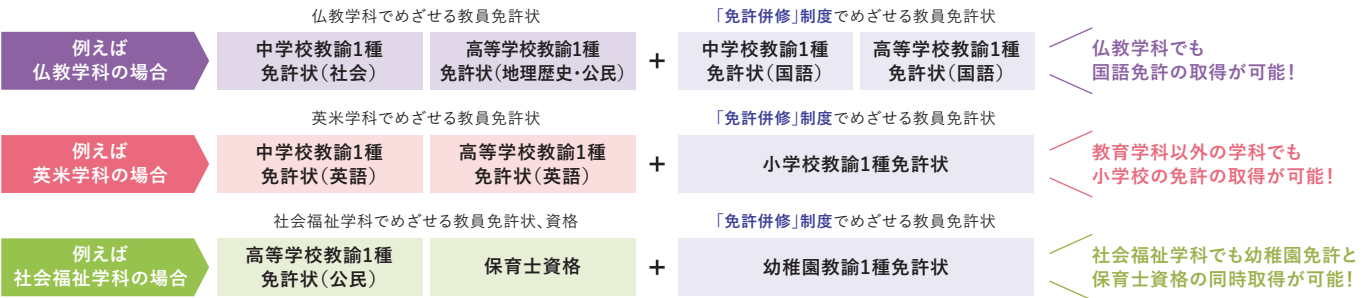 仏教学科でめざせる教員免許状
「免許併修」制度でめざせる教員免許状
例えば
仏教学科の場合
中学校教諭1種
免許状（社会）
高等学校教諭1種
免許状（地理歴史・公民）
+
中学校教諭1種
免許状（国語）
高等学校教諭1種
免許状（国語）
仏教学科でも
国語免許の取得が可能！
英米学科でめざせる教員免許状
「免許併修」制度でめざせる教員免許状
例えば
英米学科の場合
中学校教諭1種
免許状（英語）
高等学校教諭1種
免許状（英語）
+
小学校教諭1種免許状
教育学科以外の学科でも
小学校の免許の取得が可能！
社会福祉学科でめざせる教員免許状、資格
「免許併修」制度でめざせる教員免許状
例えば
社会福祉学科の場合
高等学校教諭1種
免許状（公民）
保育士資格
+
幼稚園教諭1種免許状
社会福祉学科でも幼稚園免許と
保育士資格の同時取得が可能！